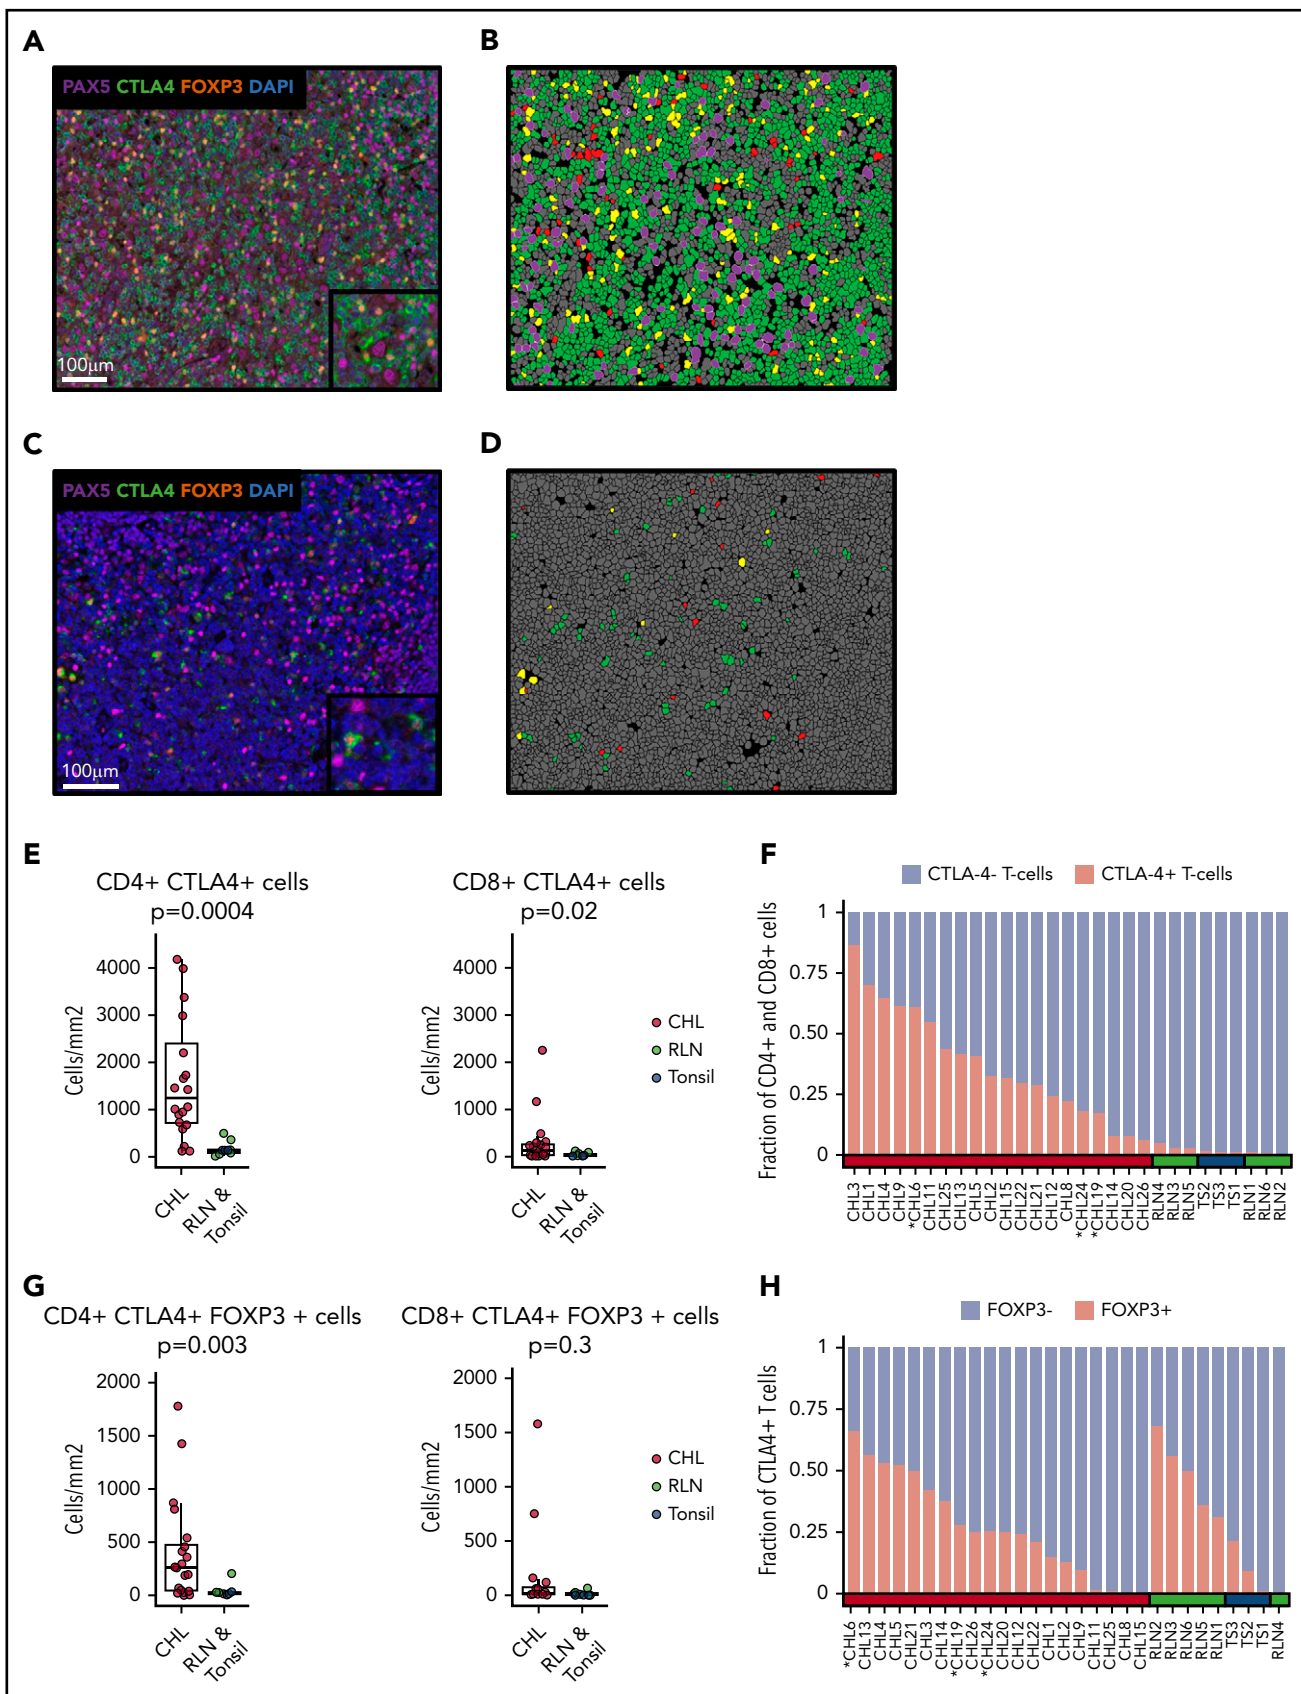 A
B
PAX5 CTLA4 FOXP3 DAPI
100µm
C
D
PAX5 CTLA4 FOXP3 DAPI
100µm
E
CD4+ CTLA4+ cells
p=0.0004
Cells/mm2
4000
3000
2000
1000
0
CHL
RLN &
Tonsil
CD8+ CTLA4+ cells
p=0.02
Cells/mm2
4000
3000
2000
1000
0
CHL
RLN &
Tonsil
CHL
RLN
Tonsil
F
CTLA-4- T-cells
CTLA-4+ T-cells
Fraction of CD4+ and CD8+ cells
1
0.75
0.50
0.25
0
CHL3
CHL1
CHL4
CHL9
*CHL6
CHL11
CHL25
CHL13
CHL5
CHL2
CHL15
CHL22
CHL21
CHL12
CHL8
*CHL24
*CHL19
CHL14
CHL20
CHL26
RLN4
RLN3
RLN5
TS2
TS3
TS1
RLN1
RLN6
RLN2
G
CD4+ CTLA4+ FOXP3 + cells
p=0.003
Cells/mm2
2000
1500
1000
500
0
CHL
RLN &
Tonsil
CD8+ CTLA4+ FOXP3 + cells
p=0.3
Cells/mm2
2000
1500
1000
500
0
CHL
RLN &
Tonsil
CHL
RLN
Tonsil
H
FOXP3-
FOXP3+
Fraction of CTLA4+ T cells
1
0.75
0.50
0.25
0
*CHL6
CHL13
CHL4
CHL5
CHL21
CHL3
CHL14
*CHL19
CHL26
*CHL24
CHL20
CHL12
CHL22
CHL1
CHL2
CHL9
CHL11
CHL25
CHL8
CHL15
RLN2
RLN3
RLN6
RLN5
RLN1
TS3
TS2
TS1
RLN4